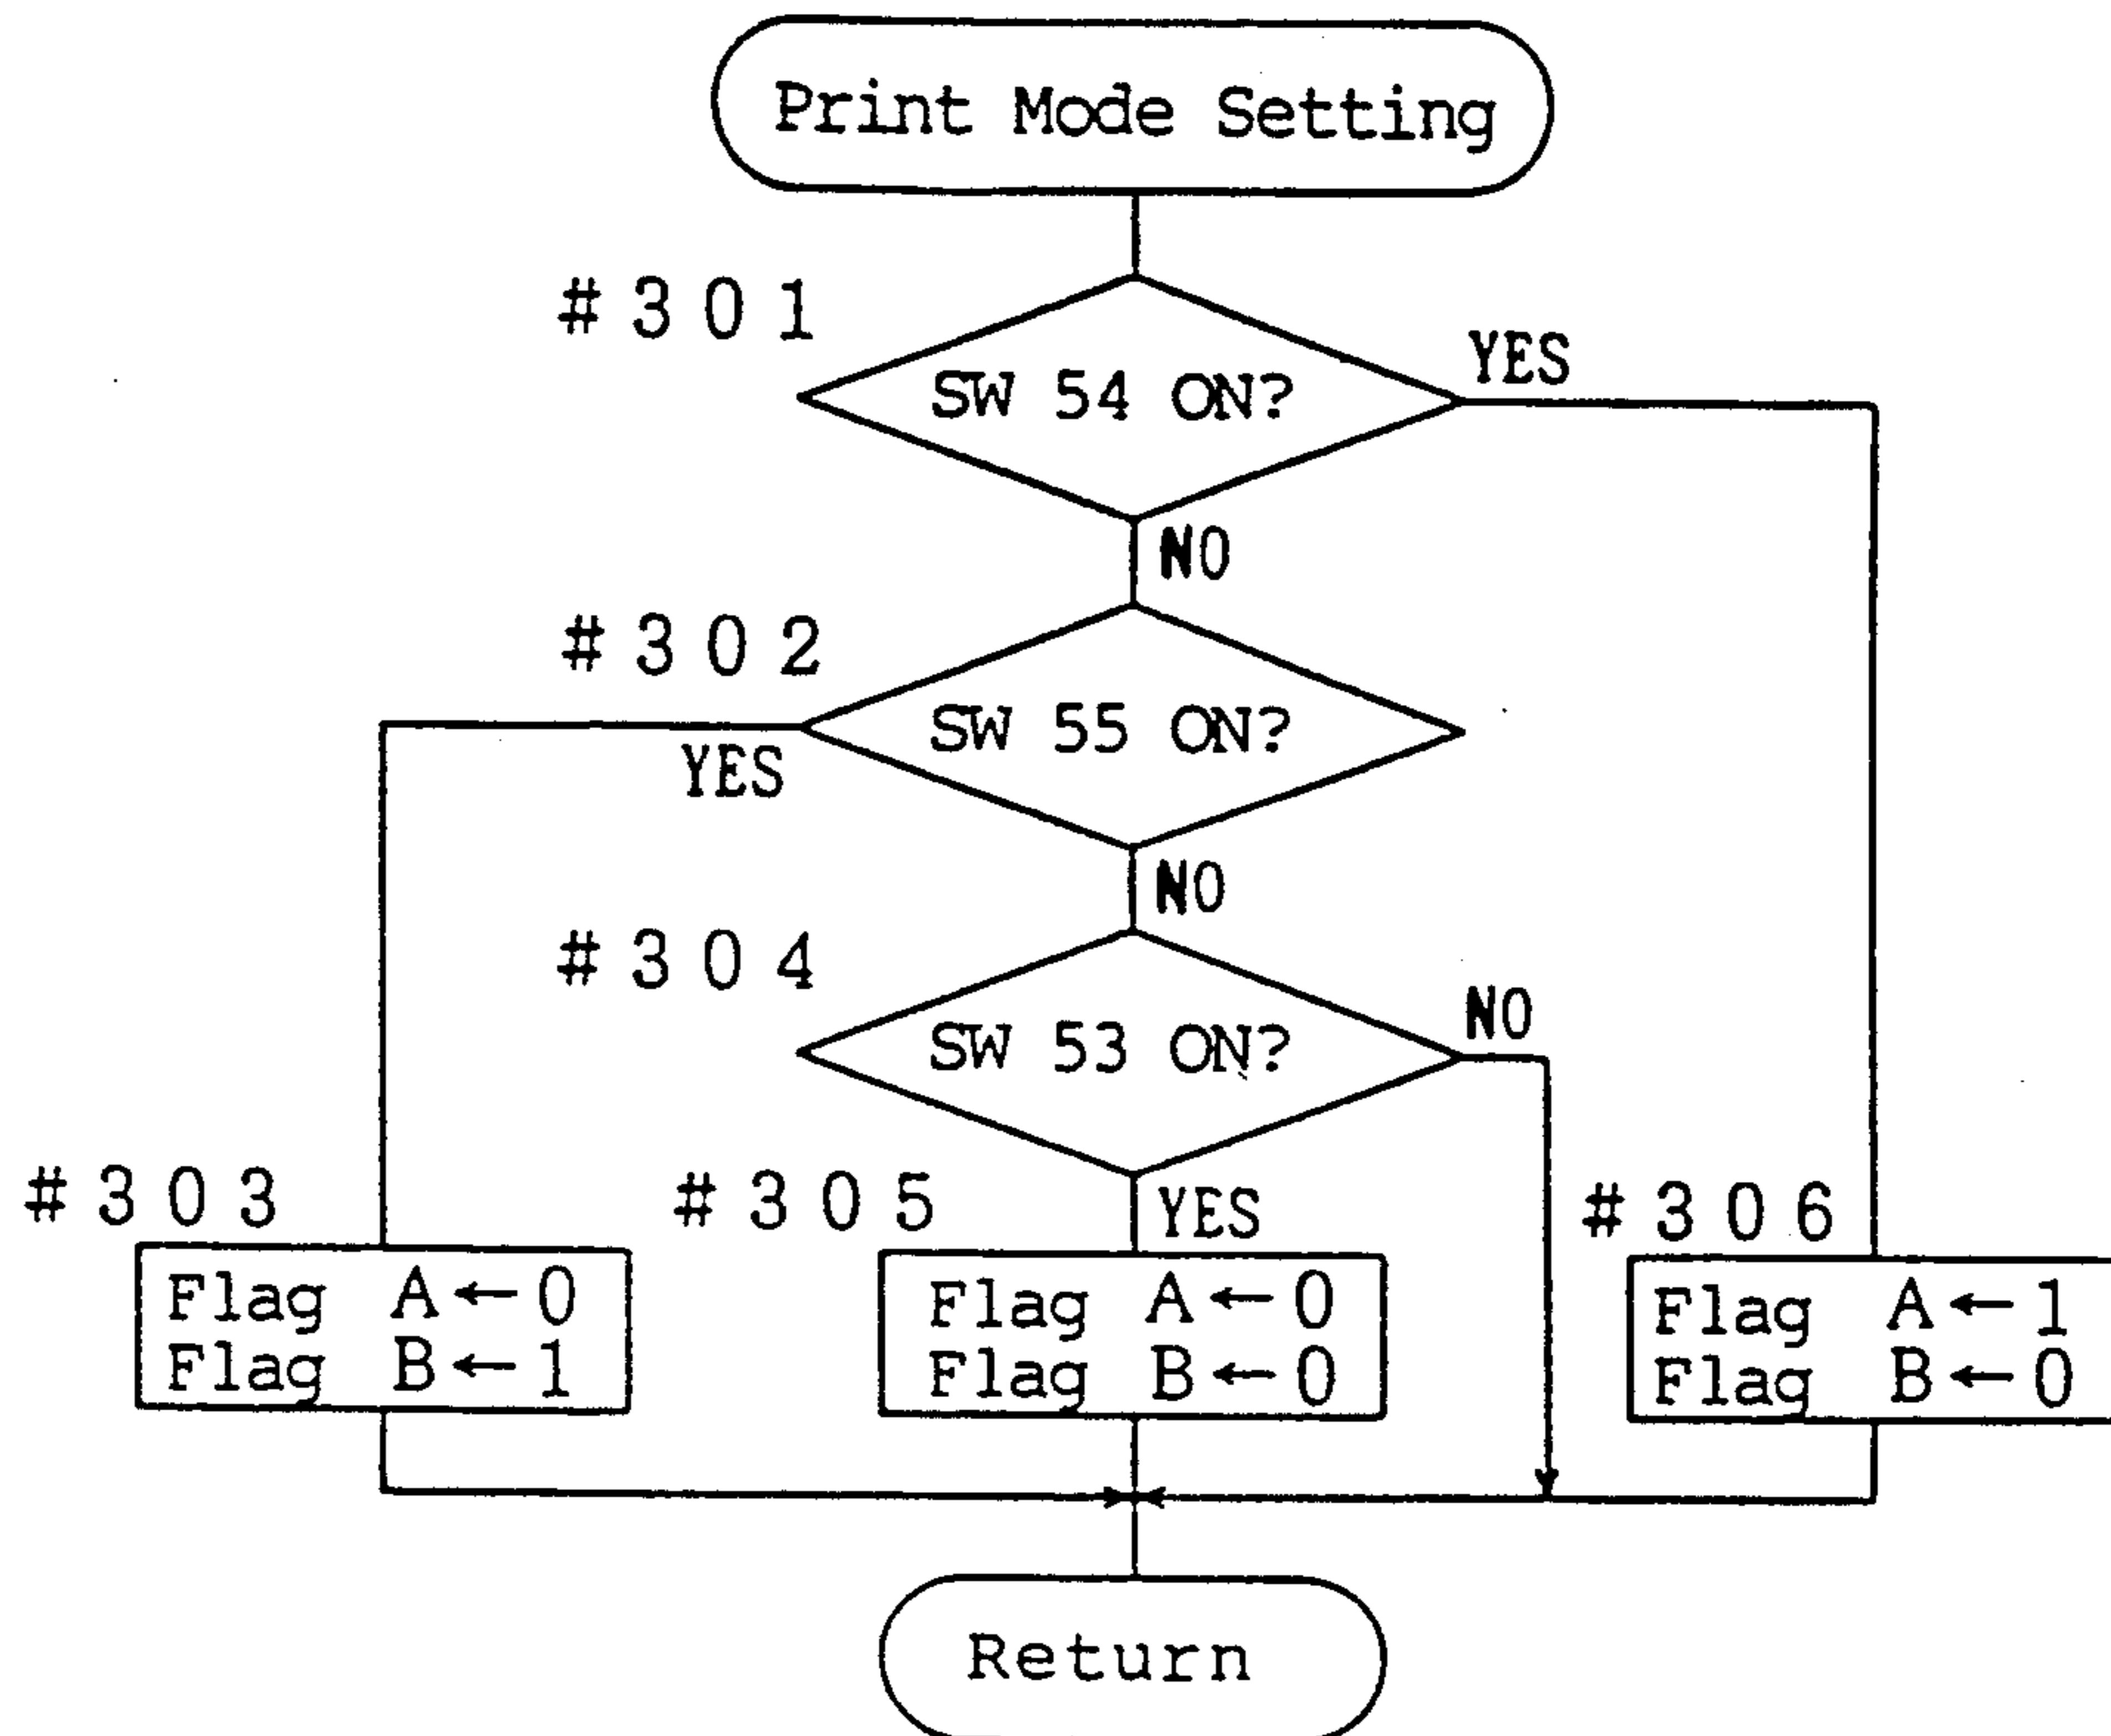 Print Mode Setting
#301
SW 54 ON?
YES
NO
#302
SW 55 ON?
YES
NO
#304
SW 53 ON?
NO
YES
#303
Flag A←0
Flag B←1
#305
Flag A←0
Flag B←0
#306
Flag A←1
Flag B←0
Return